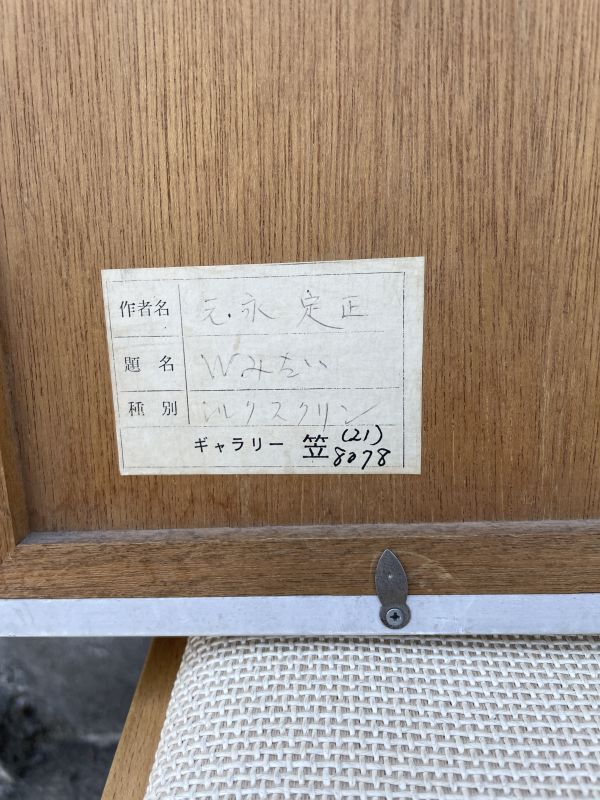 作者名 元永定正
題名 Wみたい
種別 シルクスクリン
ギャラリー 笠 (21) 8078